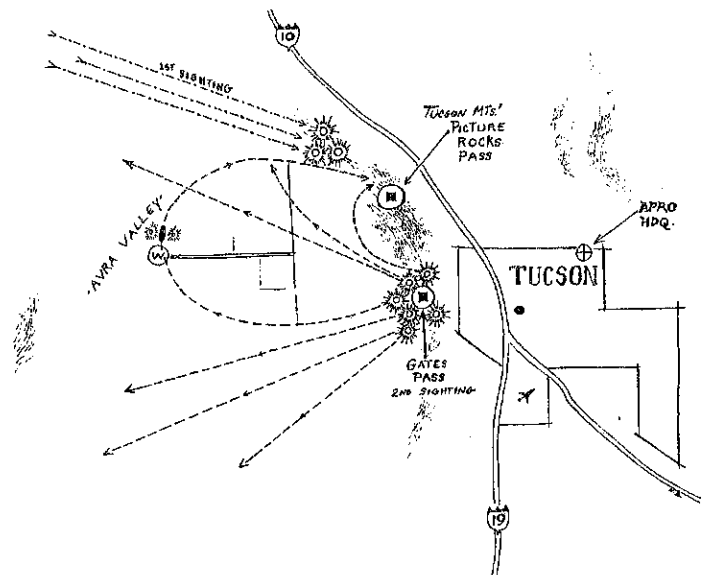 10
1ST SIGHTING
TUCSON MTS.'
PICTURE
ROCKS
PASS
APRO
HDQ.
AVRA VALLEY
W
TUCSON
GATES
PASS
2ND SIGHTING
19